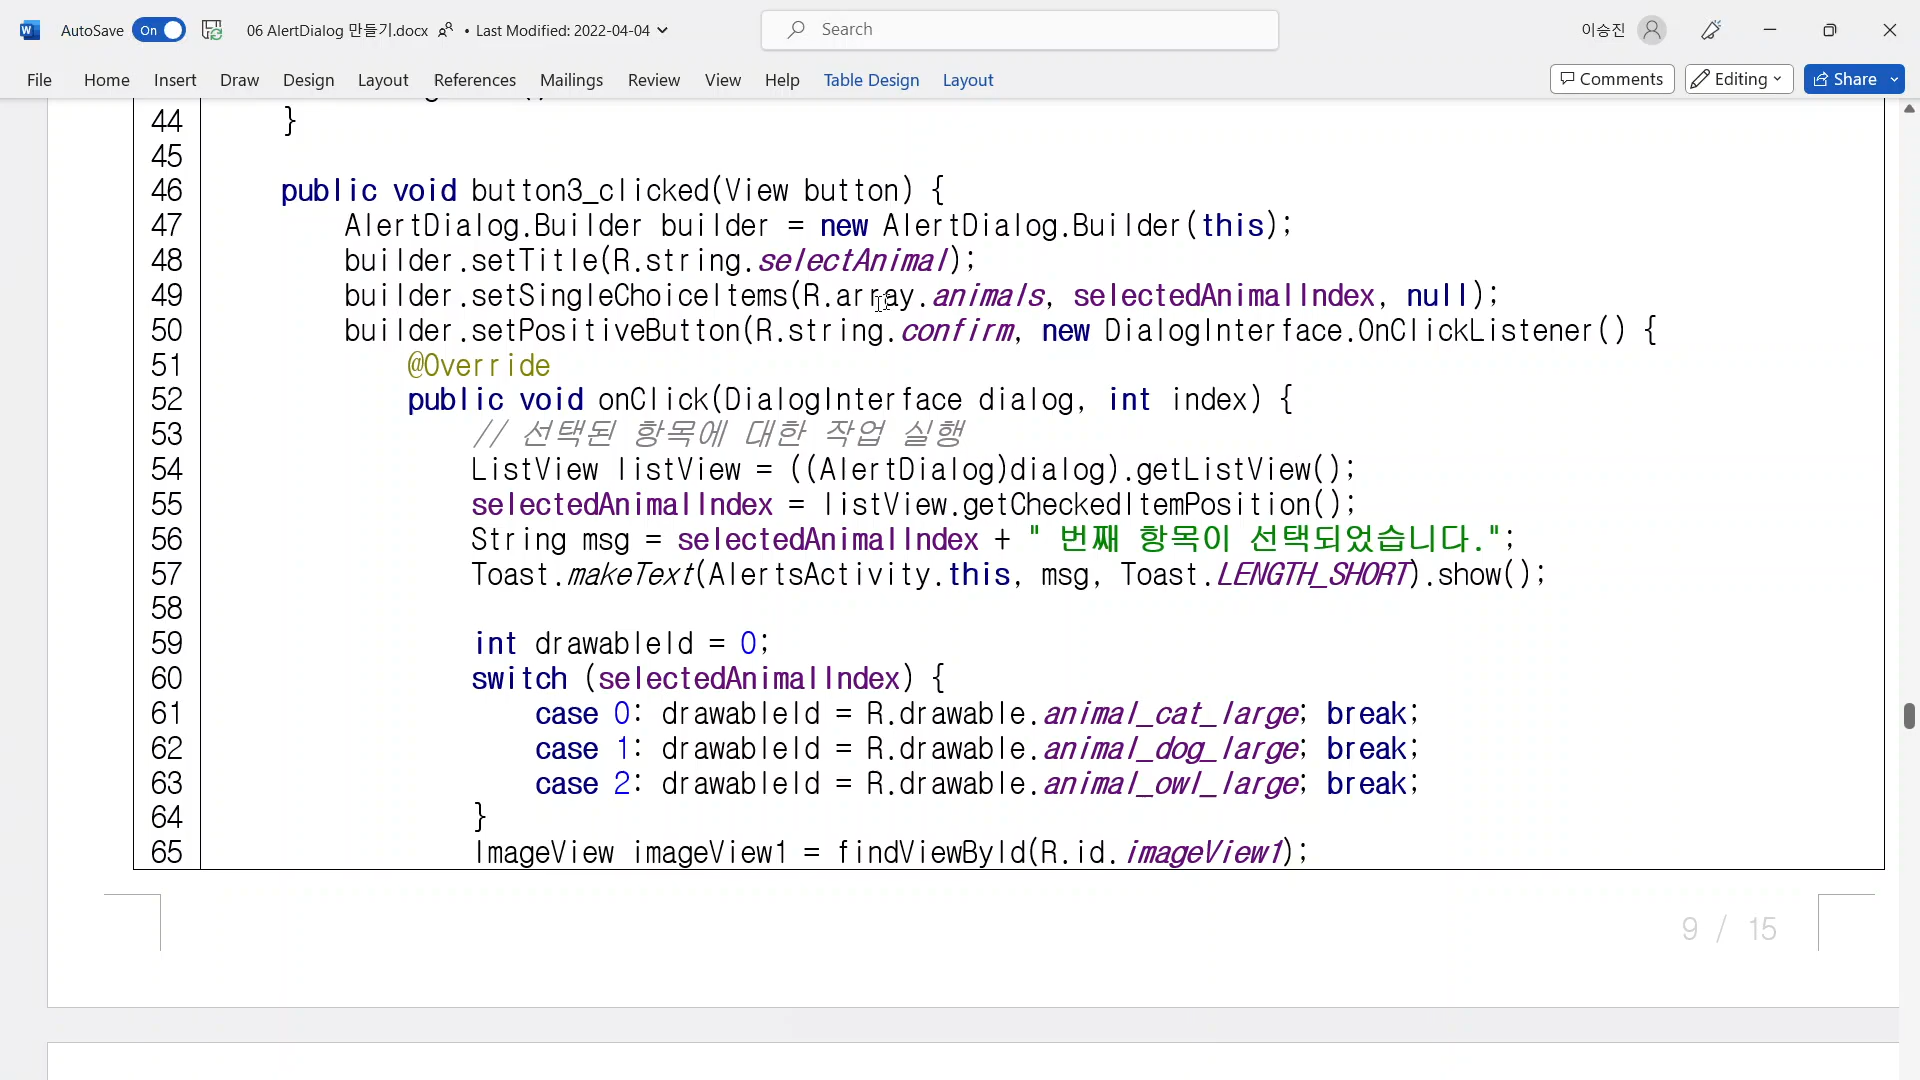 AutoSave On 06 AlertDialog 만들기.docx • Last Modified: 2022-04-04 Search 이승진
File Home Insert Draw Design Layout References Mailings Review View Help Table Design Layout Comments Editing Share
44 }
45
46 public void button3_clicked(View button) {
47 AlertDialog.Builder builder = new AlertDialog.Builder(this);
48 builder.setTitle(R.string.selectAnimal);
49 builder.setSingleChoiceItems(R.array.animals, selectedAnimalIndex, null);
50 builder.setPositiveButton(R.string.confirm, new DialogInterface.OnClickListener() {
51 @Override
52 public void onClick(DialogInterface dialog, int index) {
53 // 선택된 항목에 대한 작업 실행
54 ListView listView = ((AlertDialog)dialog).getListView();
55 selectedAnimalIndex = listView.getCheckedItemPosition();
56 String msg = selectedAnimalIndex + " 번째 항목이 선택되었습니다.";
57 Toast.makeText(AlertsActivity.this, msg, Toast.LENGTH_SHORT).show();
58
59 int drawableId = 0;
60 switch (selectedAnimalIndex) {
61 case 0: drawableId = R.drawable.animal_cat_large; break;
62 case 1: drawableId = R.drawable.animal_dog_large; break;
63 case 2: drawableId = R.drawable.animal_owl_large; break;
64 }
65 ImageView imageView1 = findViewById(R.id.imageView1);
9 / 15